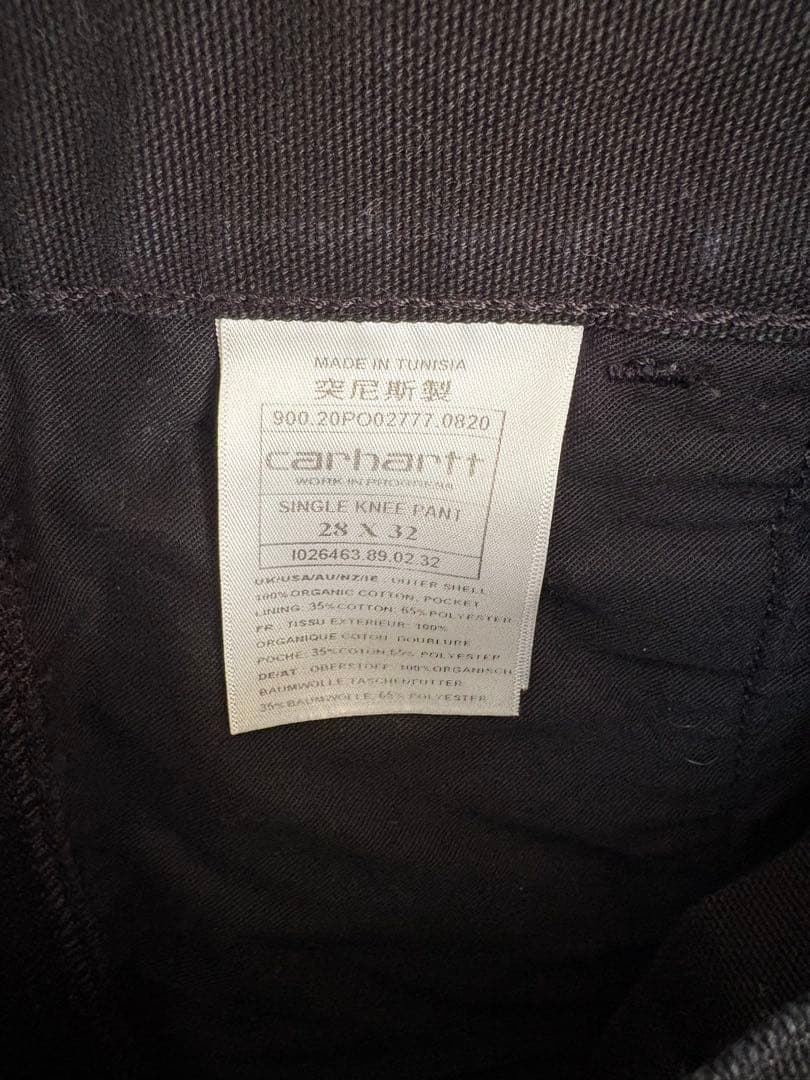 MADE IN TUNISIA
突尼斯製
900.20PO02777.0820
carhartt
WORK IN PROGRESS
SINGLE KNEE PANT
28 X 32
I026463.89.02 32
UK/USA/AU/NZ/IE : OUTER SHELL
100% ORGANIC COTTON, POCKET
LINING: 35% COTTON, 65% POLYESTER
FR : TISSU EXTERIEUR: 100%
ORGANIQUE COTON, DOUBLURE
POCHE: 35% COTON 65% POLYESTER
DE/AT : OBERSTOFF: 100% ORGANISCH
BAUMWOLLE, TASCHENFUTTER:
35% BAUMWOLLE, 65% POLYESTER